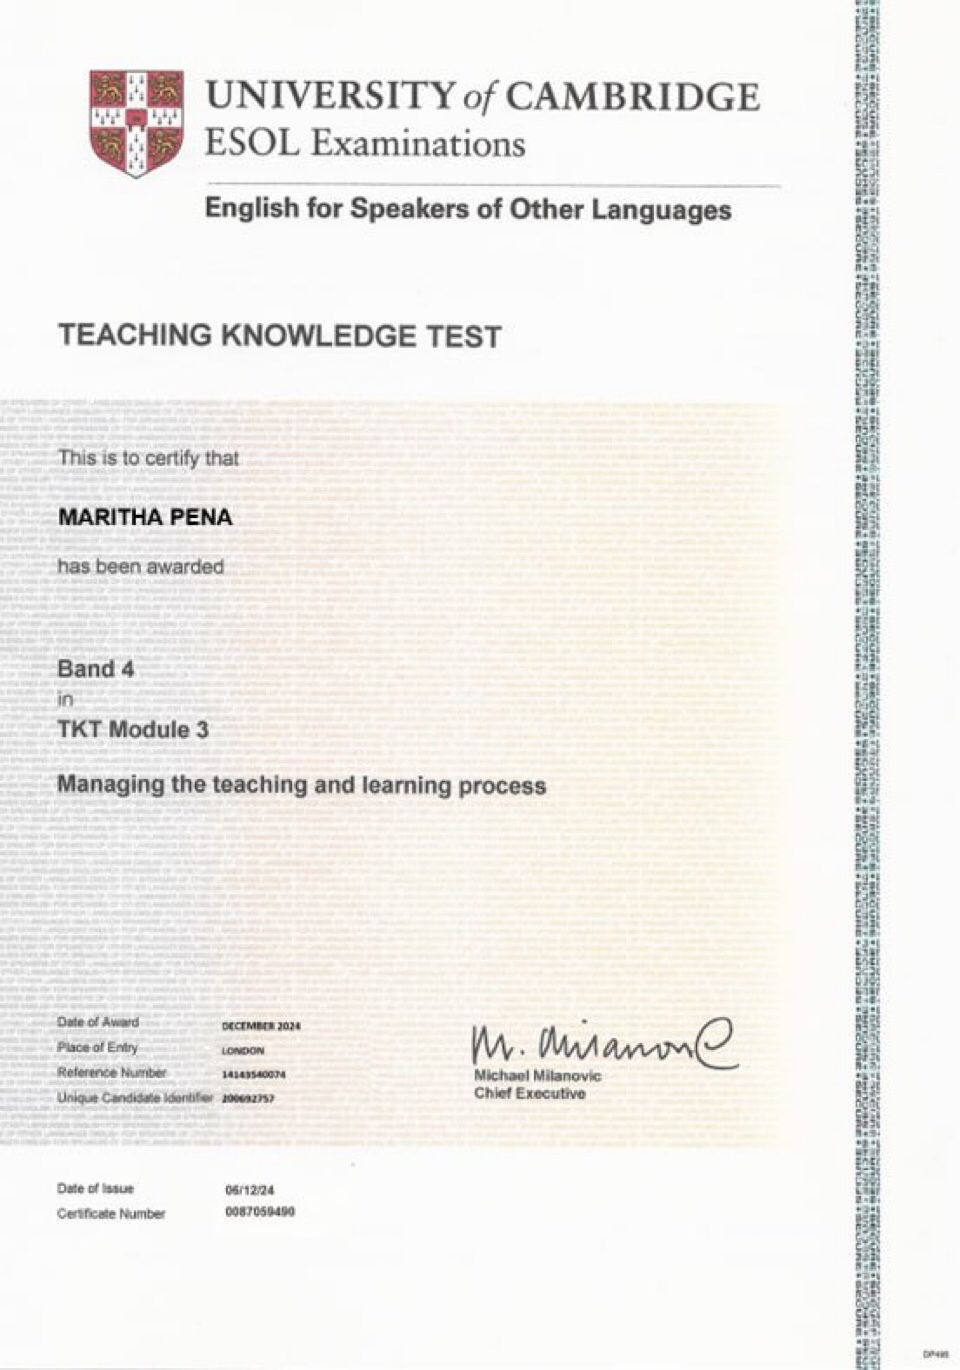 UNIVERSITY of CAMBRIDGE
ESOL Examinations
English for Speakers of Other Languages
TEACHING KNOWLEDGE TEST
This is to certify that
MARITHA PENA
has been awarded
Band 4
in
TKT Module 3
Managing the teaching and learning process
Date of Award DECEMBER 2024
Place of Entry LONDON
Reference Number 14143540074
Unique Candidate Identifier 200692757
M. Milanovic
Michael Milanovic
Chief Executive
Date of Issue 06/12/24
Certificate Number 0087059490
DP495